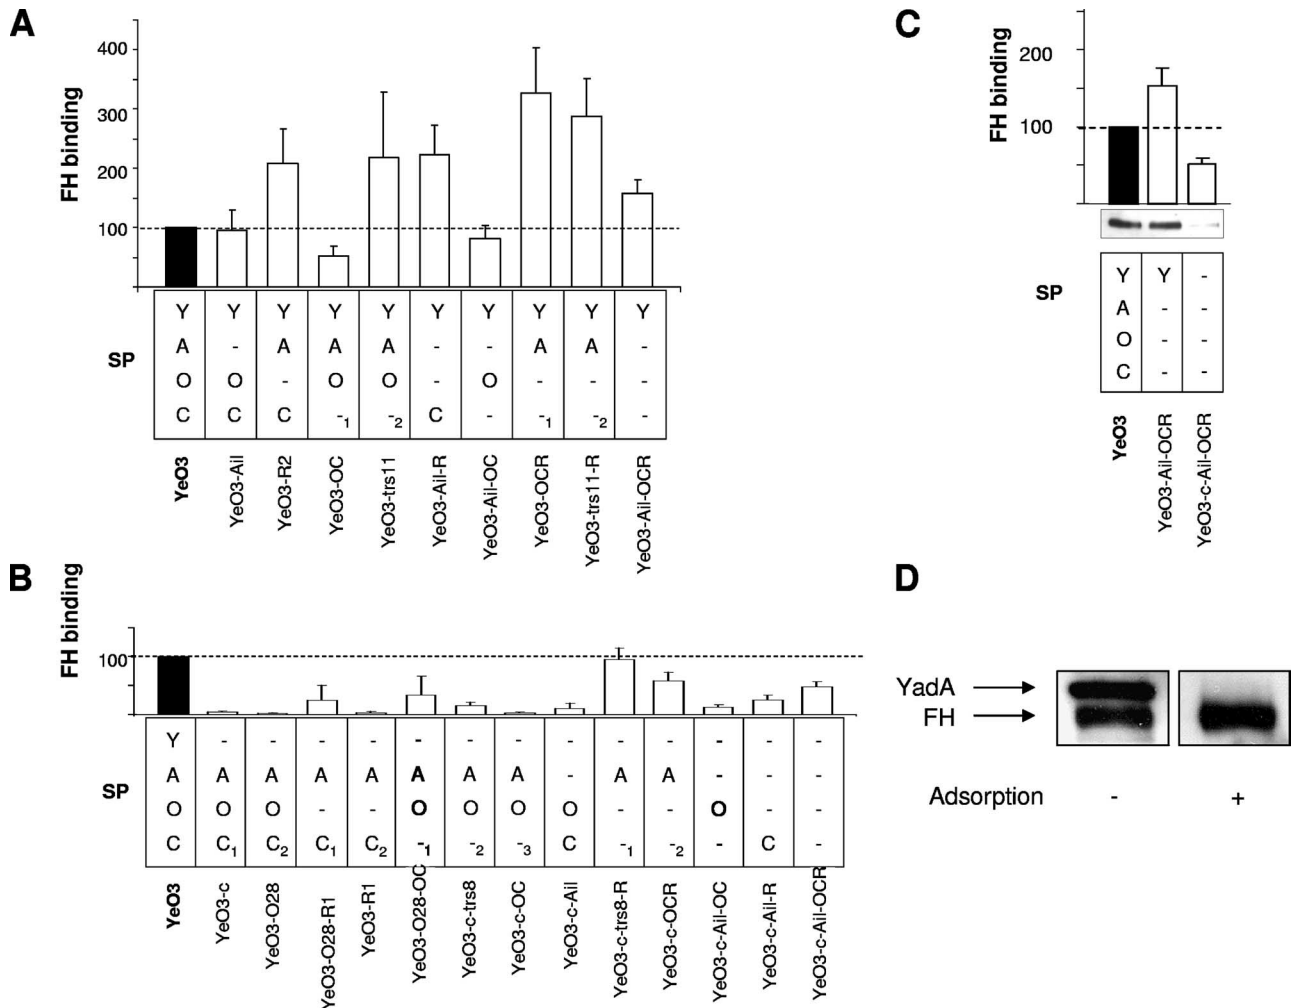 A
FH binding
400
300
200
100
SP
Y Y Y Y Y Y Y Y Y Y
A - A A A - - A A -
O O - O O - O - - -
C C C -1 -2 C - -1 -2 -
YeO3
YeO3-Ail
YeO3-R2
YeO3-OC
YeO3-trs11
YeO3-Ail-R
YeO3-Ail-OC
YeO3-OCR
YeO3-trs11-R
YeO3-Ail-OCR
B
FH binding
100
SP
Y - - - - - - - - - - - - -
A A A A A A A A - A A - - -
O O O - - O O O O - - O - -
C C1 C2 C1 C2 -1 -2 -3 C -1 -2 - C -
YeO3
YeO3-c
YeO3-O28
YeO3-O28-R1
YeO3-R1
YeO3-O28-OC
YeO3-c-trs8
YeO3-c-OC
YeO3-c-Ail
YeO3-c-trs8-R
YeO3-c-OCR
YeO3-c-Ail-OC
YeO3-c-Ail-R
YeO3-c-Ail-OCR
C
FH binding
200
100
SP
Y Y -
A - -
O - -
C - -
YeO3
YeO3-Ail-OCR
YeO3-c-Ail-OCR
D
YadA
FH
Adsorption - +